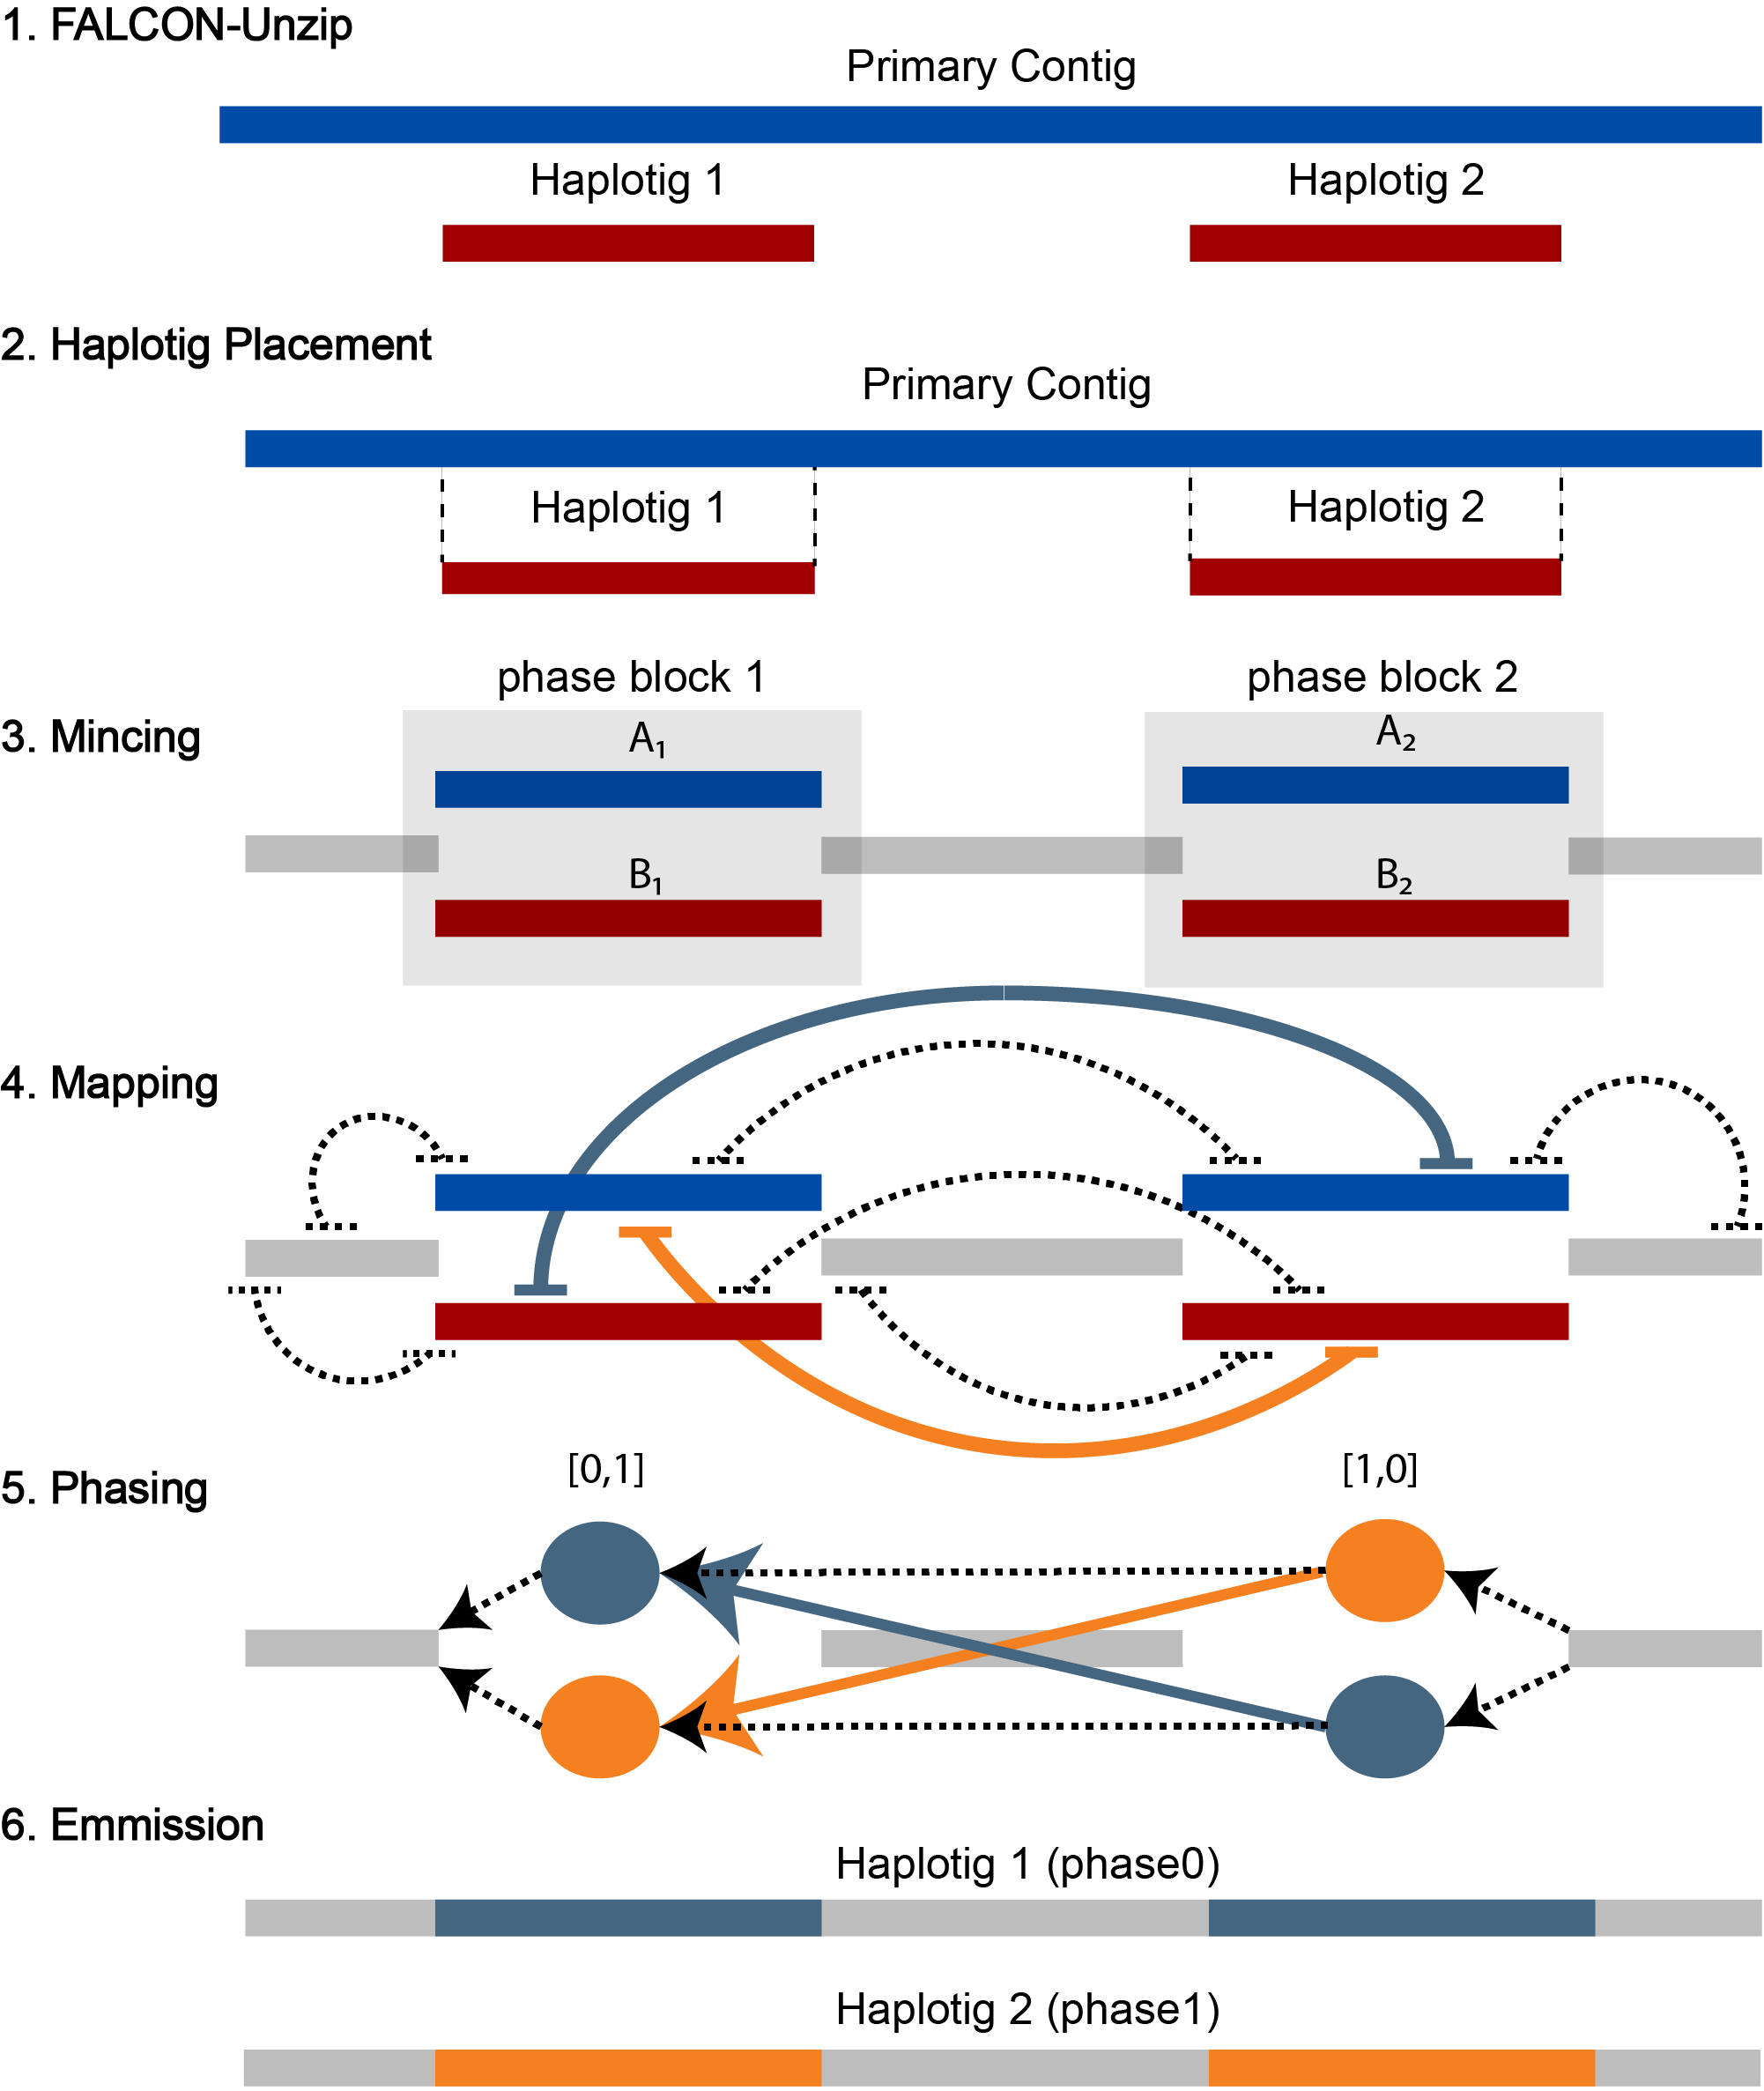 1. FALCON-Unzip
Primary Contig
Haplotig 1
Haplotig 2
2. Haplotig Placement
Primary Contig
Haplotig 1
Haplotig 2
phase block 1
phase block 2
3. Mincing
A₁
A₂
B₁
B₂
4. Mapping
[0,1]
[1,0]
5. Phasing
6. Emmission
Haplotig 1 (phase0)
Haplotig 2 (phase1)